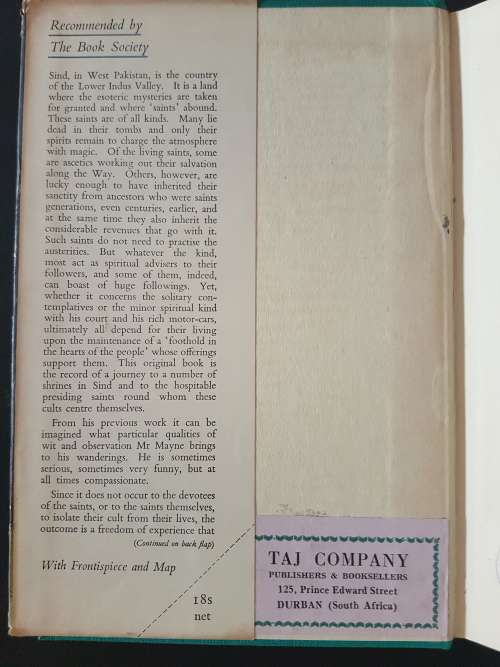 Recommended by
The Book Society
Sind, in West Pakistan, is the country
of the Lower Indus Valley. It is a land
where the esoteric mysteries are taken
for granted and where 'saints' abound.
These saints are of all kinds. Many lie
dead in their tombs and only their
spirits remain to charge the atmosphere
with magic. Of the living saints, some
are ascetics working out their salvation
along the Way. Others, however, are
lucky enough to have inherited their
sanctity from ancestors who were saints
generations, even centuries, earlier, and
at the same time they also inherit the
considerable revenues that go with it.
Such saints do not need to practise the
austerities. But whatever the kind,
most act as spiritual advisers to their
followers, and some of them, indeed,
can boast of huge followings. Yet,
whether it concerns the solitary con-
templatives or the minor spiritual kind
with his court and his rich motor-cars,
ultimately all depend for their living
upon the maintenance of a 'foothold in
the hearts of the people' whose offerings
support them. This original book is
the record of a journey to a number of
shrines in Sind and to the hospitable
presiding saints round whom these
cults centre themselves.
From his previous work it can be
imagined what particular qualities of
wit and observation Mr Mayne brings
to his wanderings. He is sometimes
serious, sometimes very funny, but at
all times compassionate.
Since it does not occur to the devotees
of the saints, or to the saints themselves,
to isolate their cult from their lives, the
outcome is a freedom of experience that
(Continued on back flap)
With Frontispiece and Map
18s
net
TAJ COMPANY
PUBLISHERS & BOOKSELLERS
125, Prince Edward Street
DURBAN (South Africa)